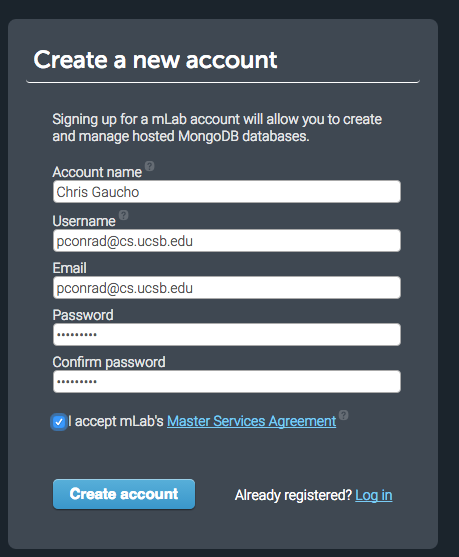 Create a new account
Signing up for a mLab account will allow you to create
and manage hosted MongoDB databases.
Account name ?
Chris Gaucho
Username ?
pconrad@cs.ucsb.edu
Email
pconrad@cs.ucsb.edu
Password
•••••••••
Confirm password
•••••••••
I accept mLab's Master Services Agreement ?
Create account Already registered? Log in